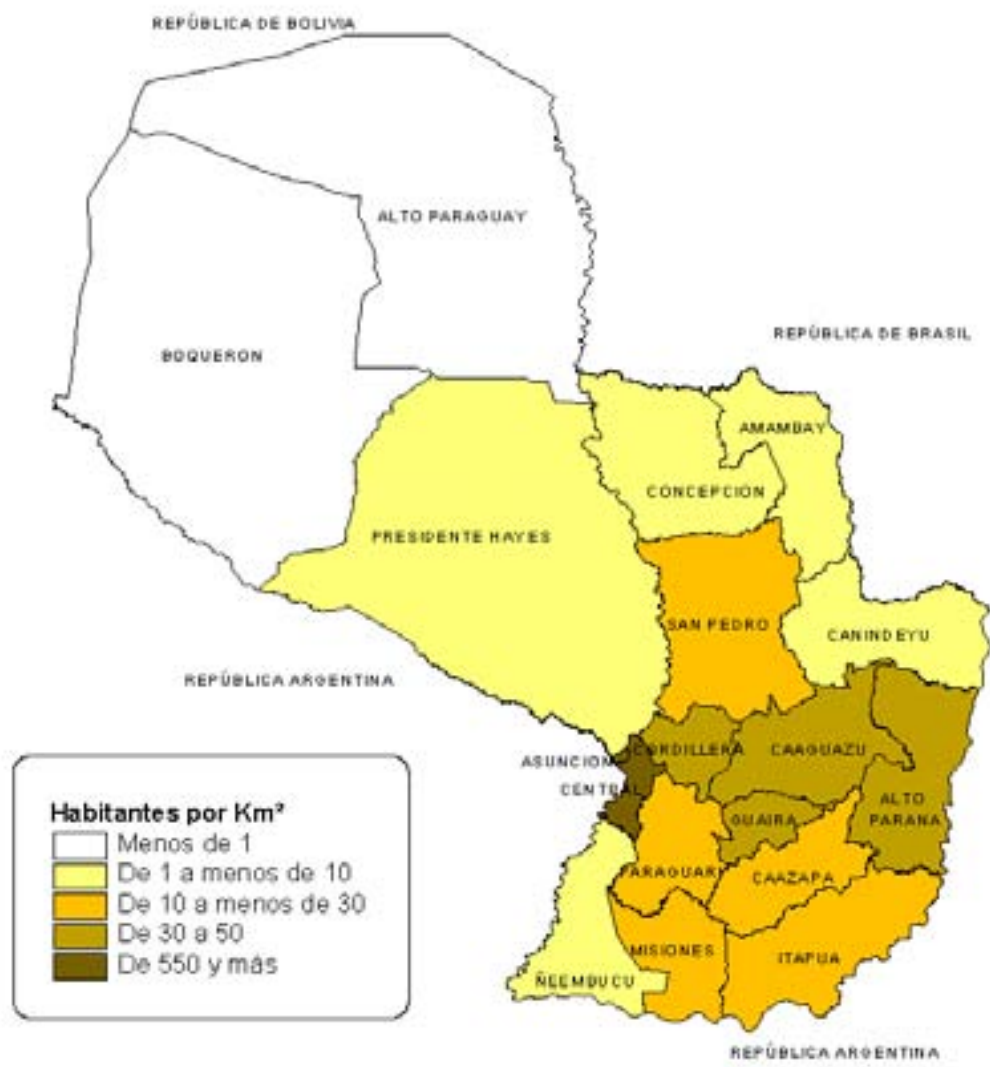 REPÚBLICA DE BOLIVIA
ALTO PARAGUAY
BOQUERON
REPÚBLICA DE BRASIL
AMAMBAY
CONCEPCION
PRESIDENTE HAYES
SAN PEDRO
CANINDEYU
REPÚBLICA ARGENTINA
CORDILLERA
CAAGUAZU
ASUNCION
CENTRAL
ALTO
PARANA
GUAIRA
PARAGUARI
CAAZAPA
MISIONES
ITAPUA
ÑEEMBUCU
REPÚBLICA ARGENTINA
Habitantes por Km²
Menos de 1
De 1 a menos de 10
De 10 a menos de 30
De 30 a 50
De 550 y más